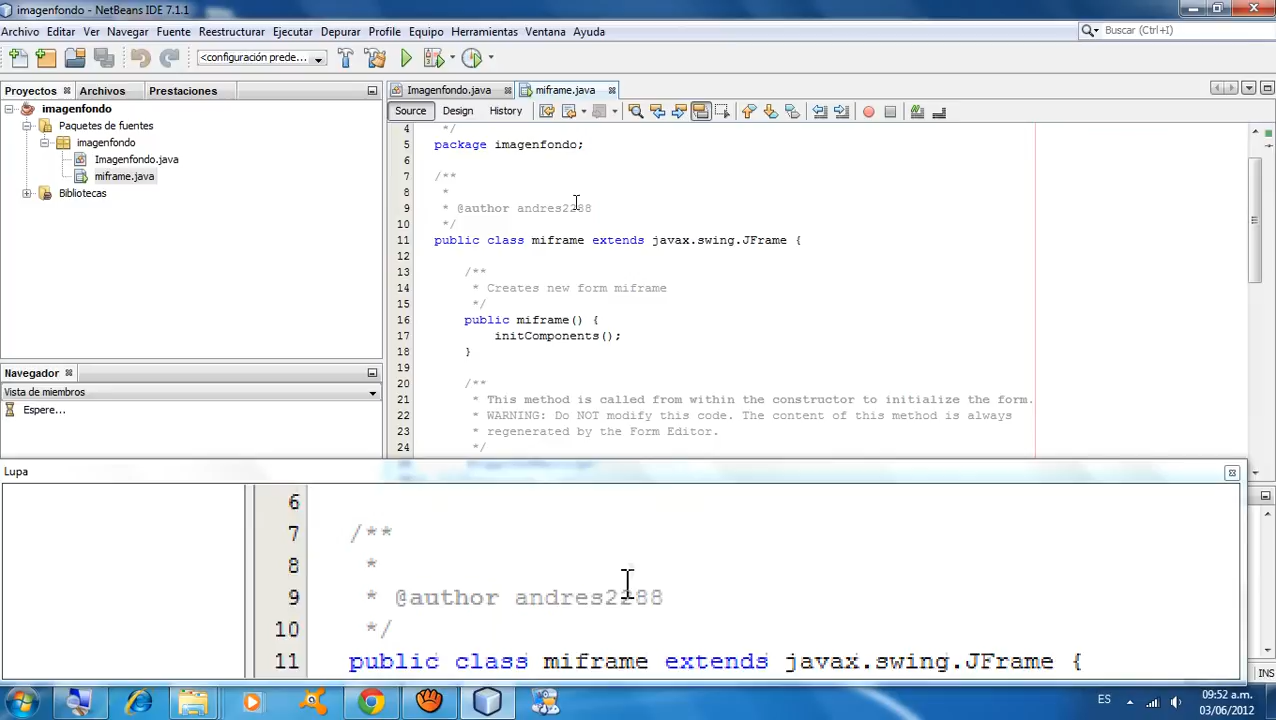 imagenfondo - NetBeans IDE 7.1.1
Archivo Editar Ver Navegar Fuente Reestructurar Ejecutar Depurar Profile Equipo Herramientas Ventana Ayuda
Buscar (Ctrl+I)
<configuración prede...
Proyectos Archivos Prestaciones
Imagenfondo.java miframe.java
imagenfondo
Source Design History
Paquetes de fuentes
imagenfondo
Imagenfondo.java
miframe.java
Bibliotecas
Navegador
Vista de miembros
Espere...
4 */
5 package imagenfondo;
6
7 /**
8 *
9 * @author andres2288
10 */
11 public class miframe extends javax.swing.JFrame {
12
13 /**
14 * Creates new form miframe
15 */
16 public miframe() {
17 initComponents();
18 }
19
20 /**
21 * This method is called from within the constructor to initialize the form.
22 * WARNING: Do NOT modify this code. The content of this method is always
23 * regenerated by the Form Editor.
24 */
Lupa
6
7 /**
8 *
9 * @author andres2288
10 */
11 public class miframe extends javax.swing.JFrame {
INS
ES
09:52 a.m.
03/06/2012